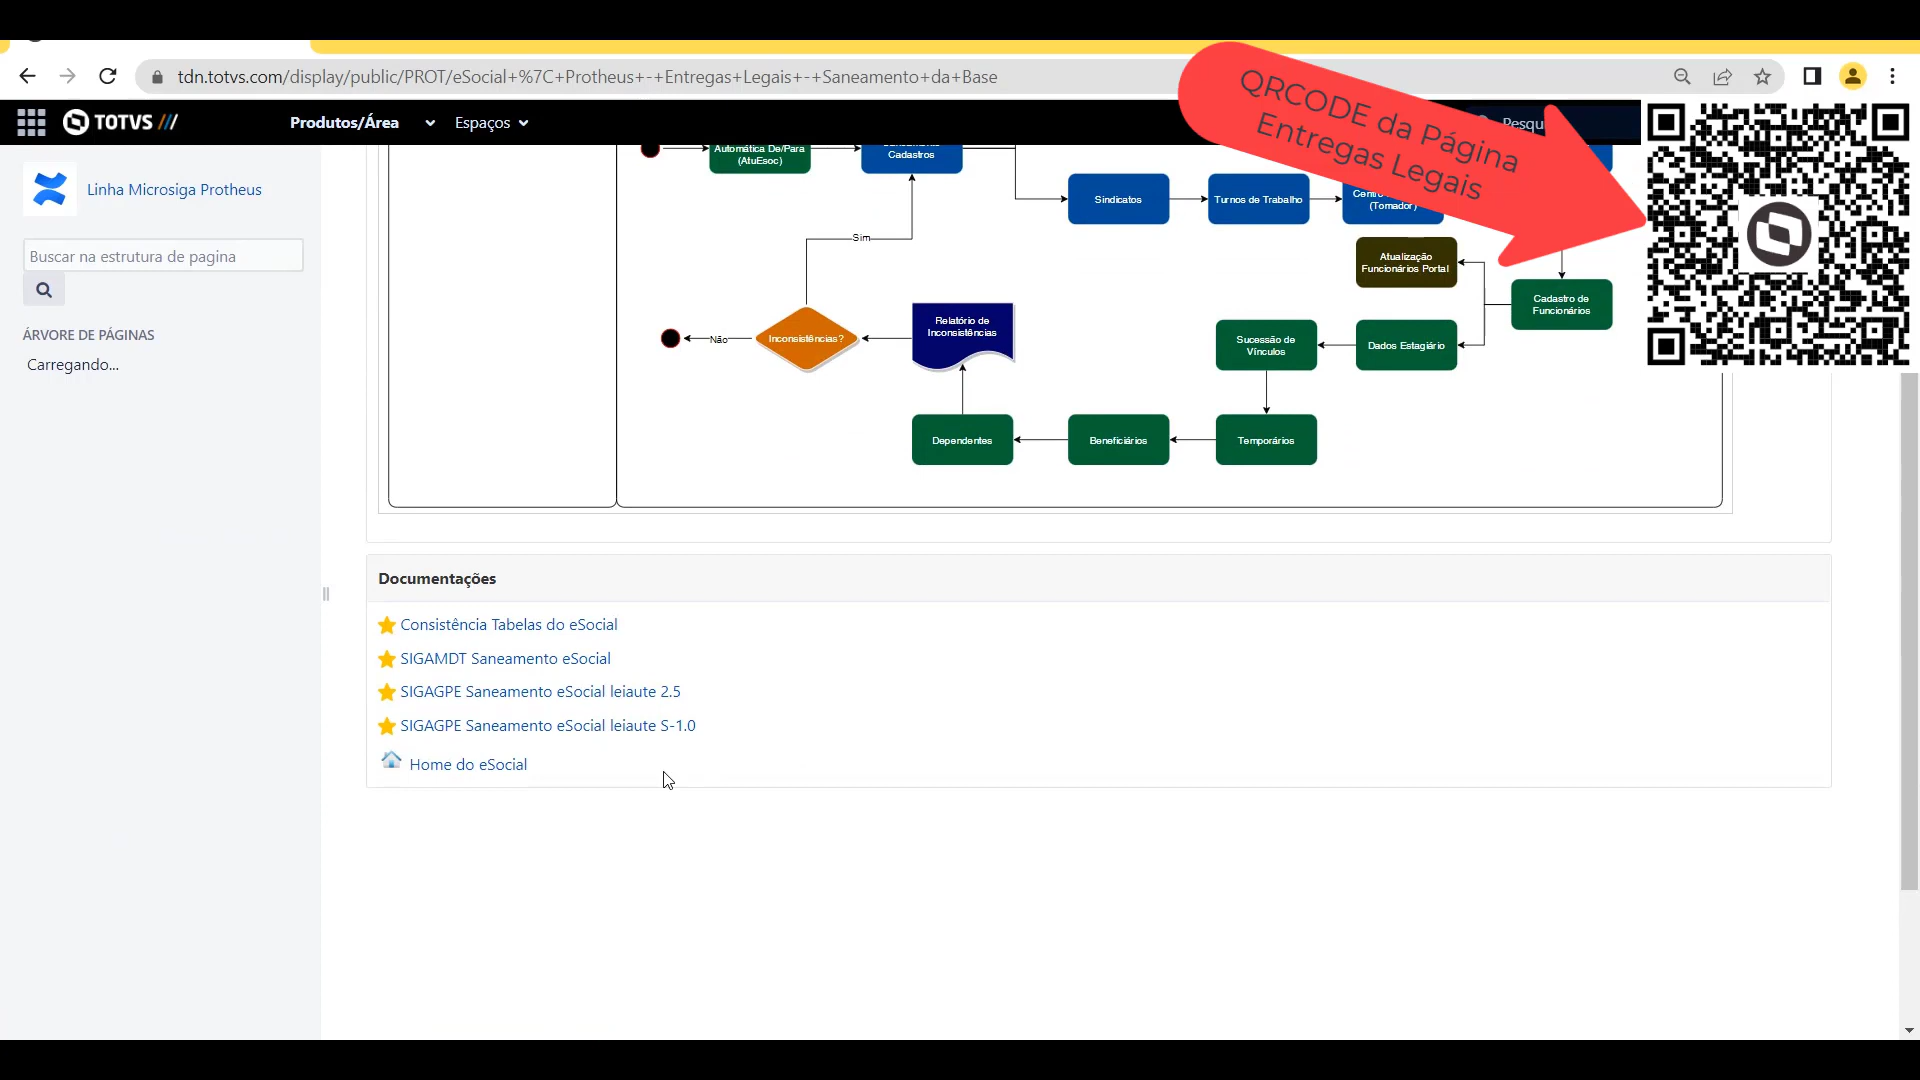 tdn.totvs.com/display/public/PROT/eSocial+%7C+Protheus+-+Entregas+Legais+-+Saneamento+da+Base
TOTVS
Produtos/Área
Espaços
Pesqu
QRCODE da Página
Entregas Legais
Linha Microsiga Protheus
Buscar na estrutura de pagina
ÁRVORE DE PÁGINAS
Carregando...
Automática De/Para
(AtuEsoc)
Cadastros
Sindicatos
Turnos de Trabalho
(Tomador)
Sim
Atualização
Funcionários Portal
Cadastro de
Funcionários
Relatório de
Inconsistências
Não
Inconsistências?
Sucessão de
Vínculos
Dados Estagiário
Dependentes
Beneficiários
Temporários
Documentações
Consistência Tabelas do eSocial
SIGAMDT Saneamento eSocial
SIGAGPE Saneamento eSocial leiaute 2.5
SIGAGPE Saneamento eSocial leiaute S-1.0
Home do eSocial